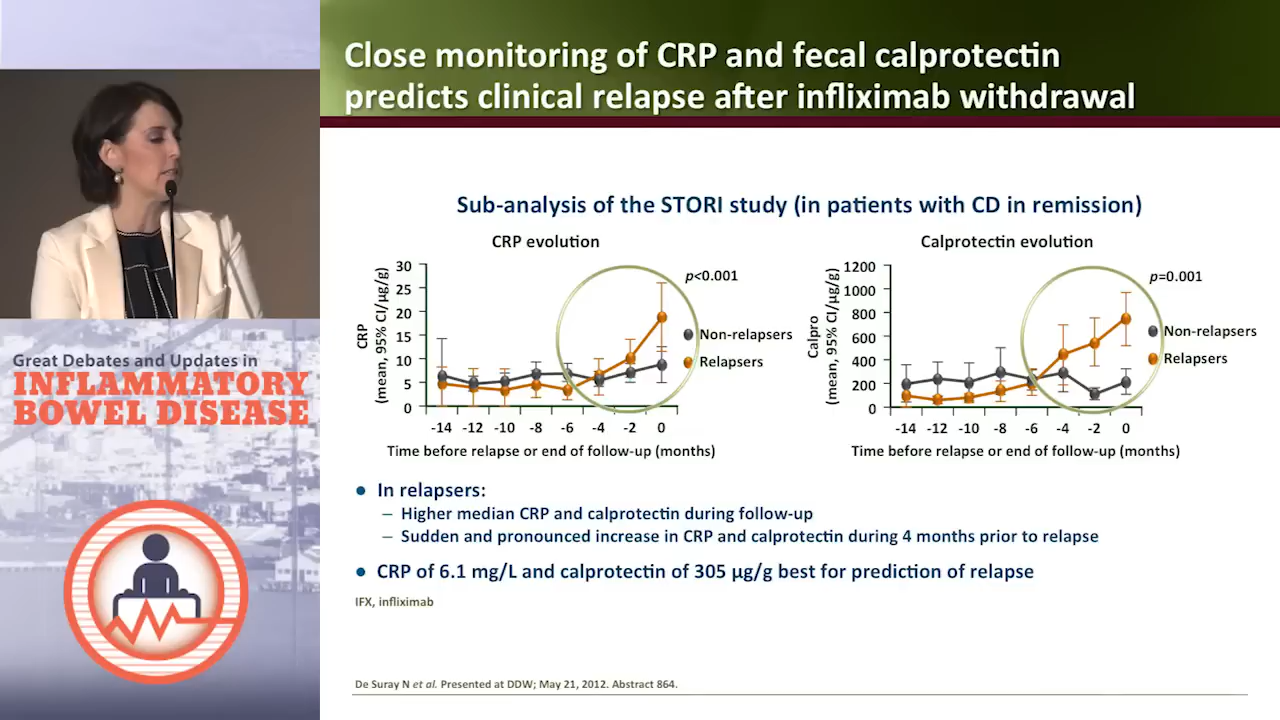 Close monitoring of CRP and fecal calprotectin
predicts clinical relapse after infliximab withdrawal
Sub-analysis of the STORI study (in patients with CD in remission)
CRP evolution
CRP
(mean, 95% CI/µg/g)
30
25
20
15
10
5
0
p<0.001
Non-relapsers
Relapsers
-14 -12 -10 -8 -6 -4 -2 0
Time before relapse or end of follow-up (months)
Calprotectin evolution
Calpro
(mean, 95% CI/µg/g)
1200
1000
800
600
400
200
0
p=0.001
Non-relapsers
Relapsers
-14 -12 -10 -8 -6 -4 -2 0
Time before relapse or end of follow-up (months)
Great Debates and Updates in
INFLAMMATORY
BOWEL DISEASE
● In relapsers:
– Higher median CRP and calprotectin during follow-up
– Sudden and pronounced increase in CRP and calprotectin during 4 months prior to relapse
● CRP of 6.1 mg/L and calprotectin of 305 µg/g best for prediction of relapse
IFX, infliximab
De Suray N et al. Presented at DDW; May 21, 2012. Abstract 864.